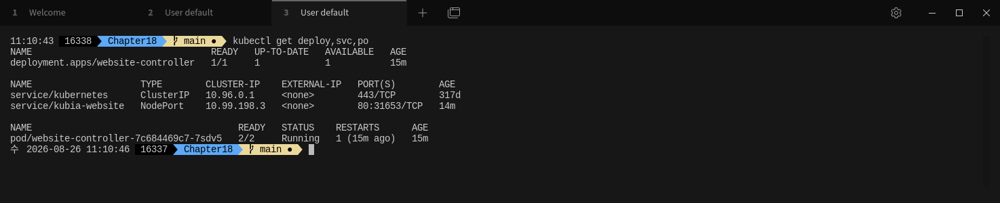 1 Welcome 2 User default 3 User default
11:10:43 16338 Chapter18 main ● kubectl get deploy,svc,po
NAME READY UP-TO-DATE AVAILABLE AGE
deployment.apps/website-controller 1/1 1 1 15m
NAME TYPE CLUSTER-IP EXTERNAL-IP PORT(S) AGE
service/kubernetes ClusterIP 10.96.0.1 <none> 443/TCP 317d
service/kubia-website NodePort 10.99.198.3 <none> 80:31653/TCP 14m
NAME READY STATUS RESTARTS AGE
pod/website-controller-7c684469c7-7sdv5 2/2 Running 1 (15m ago) 15m
수 2026-08-26 11:10:46 16337 Chapter18 main ●